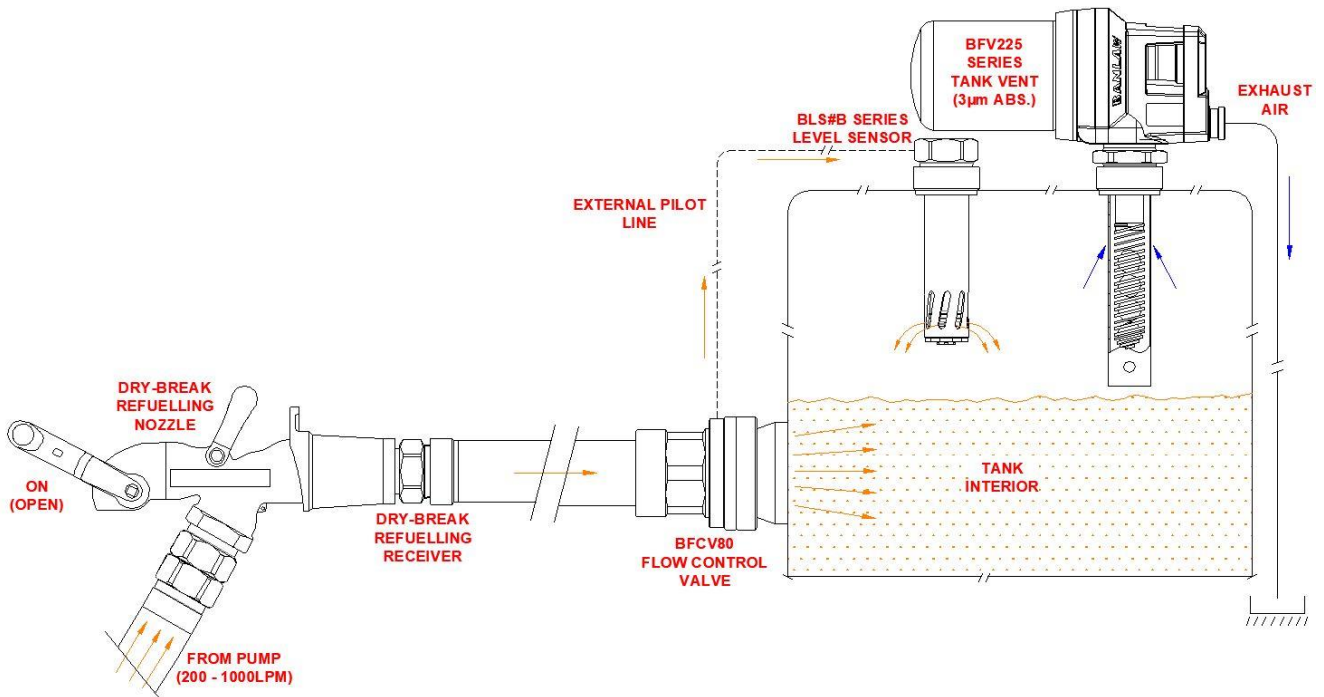 BFV225
SERIES
TANK VENT
(3µm ABS.)
BANLAW
EXHAUST
AIR
BLS#B SERIES
LEVEL SENSOR
EXTERNAL PILOT
LINE
DRY-BREAK
REFUELLING
NOZZLE
ON
(OPEN)
DRY-BREAK
REFUELLING
RECEIVER
BFCV80
FLOW CONTROL
VALVE
TANK
INTERIOR
FROM PUMP
(200 - 1000LPM)